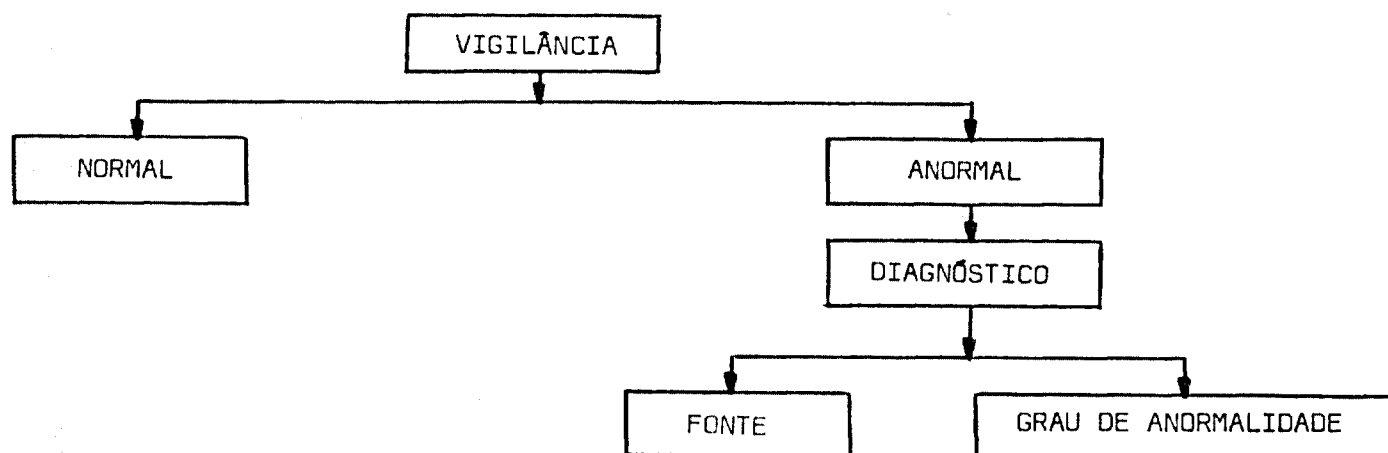 VIGILÂNCIA
NORMAL
ANORMAL
DIAGNÓSTICO
FONTE
GRAU DE ANORMALIDADE